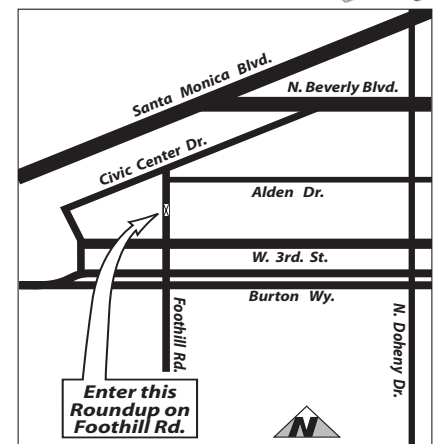 Santa Monica Blvd.
N. Beverly Blvd.
Civic Center Dr.
Alden Dr.
W. 3rd. St.
Burton Wy.
Foothill Rd.
N. Doheny Dr.
Enter this
Roundup on
Foothill Rd.
N